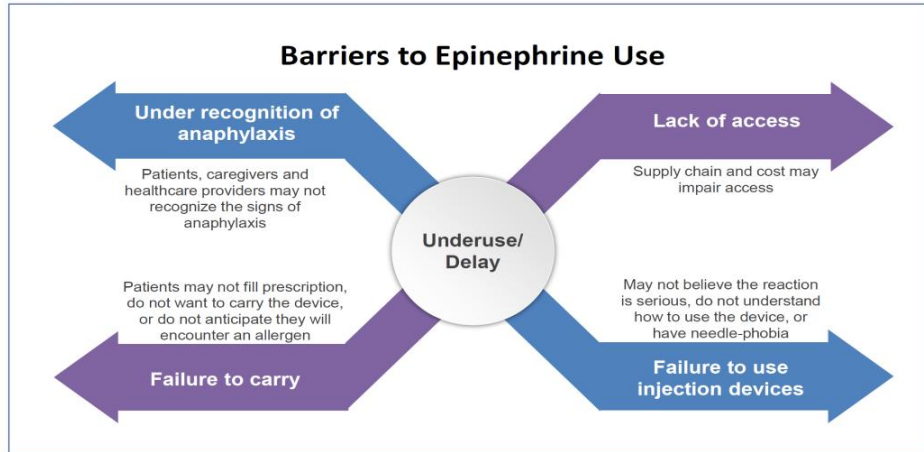 Barriers to Epinephrine Use
Under recognition of
anaphylaxis
Patients, caregivers and
healthcare providers may not
recognize the signs of
anaphylaxis
Lack of access
Supply chain and cost may
impair access
Underuse/
Delay
Patients may not fill prescription,
do not want to carry the device,
or do not anticipate they will
encounter an allergen
Failure to carry
May not believe the reaction
is serious, do not understand
how to use the device, or
have needle-phobia
Failure to use
injection devices